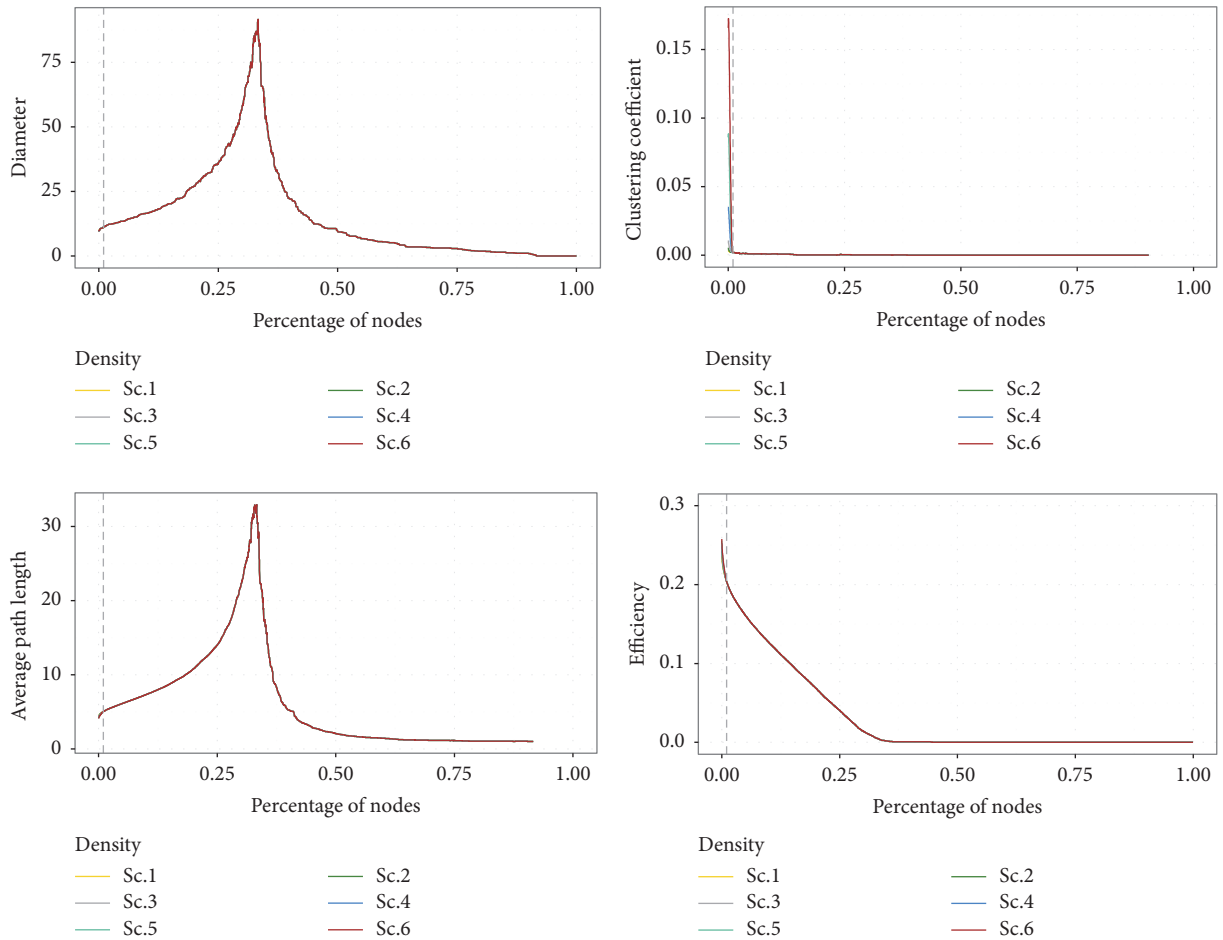 Diameter
75
50
25
0
0.00 0.25 0.50 0.75 1.00
Percentage of nodes
Density
Sc.1 Sc.2
Sc.3 Sc.4
Sc.5 Sc.6
Clustering coefficient
0.15
0.10
0.05
0.00
0.00 0.25 0.50 0.75 1.00
Percentage of nodes
Density
Sc.1 Sc.2
Sc.3 Sc.4
Sc.5 Sc.6
Average path length
30
20
10
0
0.00 0.25 0.50 0.75 1.00
Percentage of nodes
Density
Sc.1 Sc.2
Sc.3 Sc.4
Sc.5 Sc.6
Efficiency
0.3
0.2
0.1
0.0
0.00 0.25 0.50 0.75 1.00
Percentage of nodes
Density
Sc.1 Sc.2
Sc.3 Sc.4
Sc.5 Sc.6